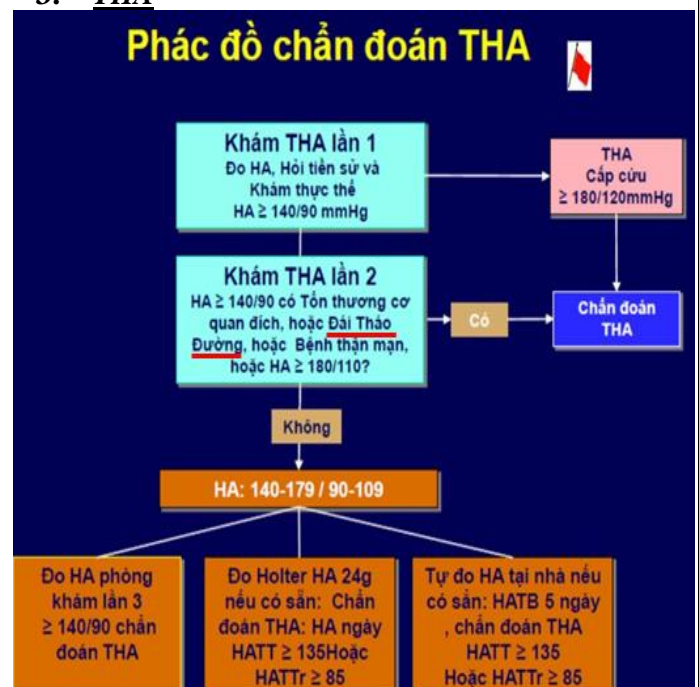 3. THA
Phác đồ chẩn đoán THA
Khám THA lần 1
Đo HA, Hỏi tiền sử và
Khám thực thể
HA ≥ 140/90 mmHg
THA
Cấp cứu
≥ 180/120mmHg
Khám THA lần 2
HA ≥ 140/90 có Tổn thương cơ
quan đích, hoặc Đái Tháo
Đường, hoặc Bệnh thận mạn,
hoặc HA ≥ 180/110?
Có
Chẩn đoán
THA
Không
HA: 140-179 / 90-109
Đo HA phòng
khám lần 3
≥ 140/90 chẩn
đoán THA
Đo Holter HA 24g
nếu có sẵn: Chẩn
đoán THA: HA ngày
HATT ≥ 135Hoặc
HATTr ≥ 85
Tự đo HA tại nhà nếu
có sẵn: HATB 5 ngày
, chẩn đoán THA
HATT ≥ 135
Hoặc HATTr ≥ 85